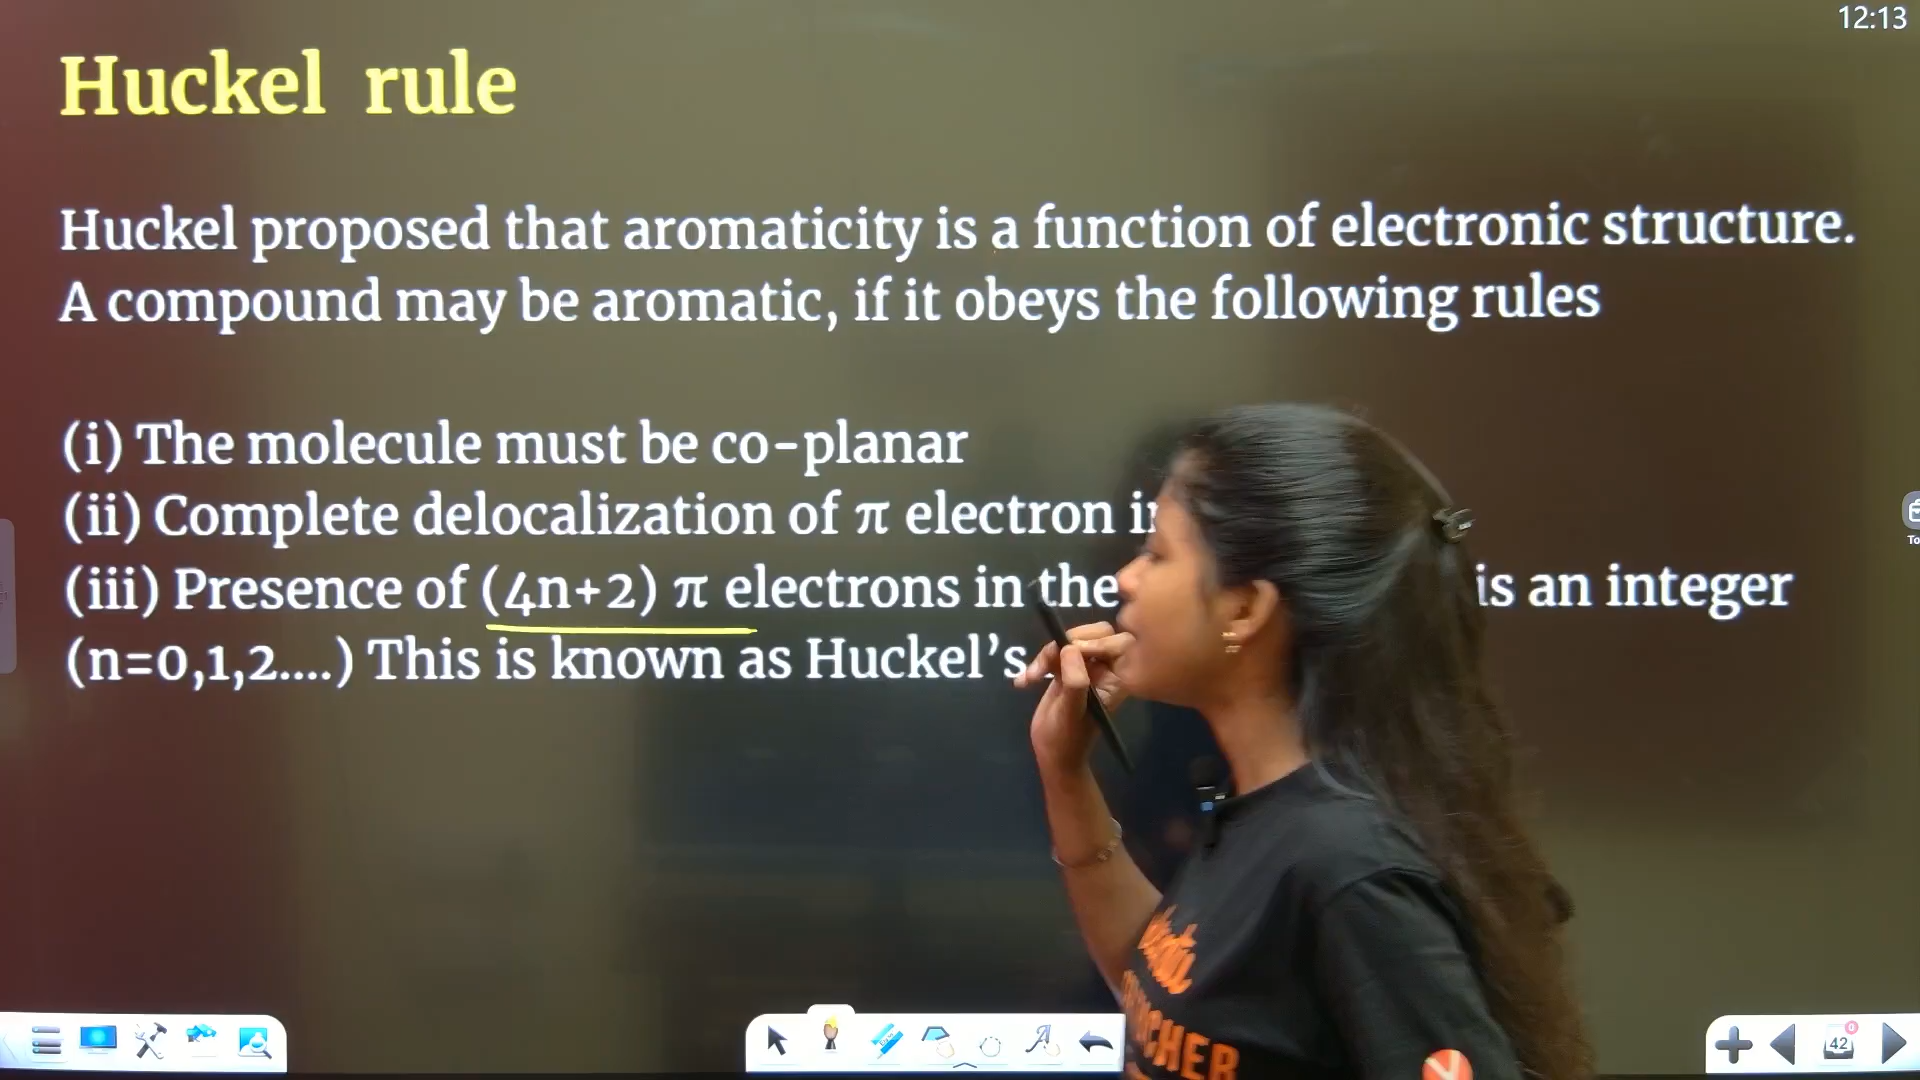 12:13
Huckel rule
Huckel proposed that aromaticity is a function of electronic structure.
A compound may be aromatic, if it obeys the following rules
(i) The molecule must be co-planar
(ii) Complete delocalization of π electron
(iii) Presence of (4n+2) π electrons in the is an integer
(n=0,1,2....) This is known as Huckel's
To
42
0